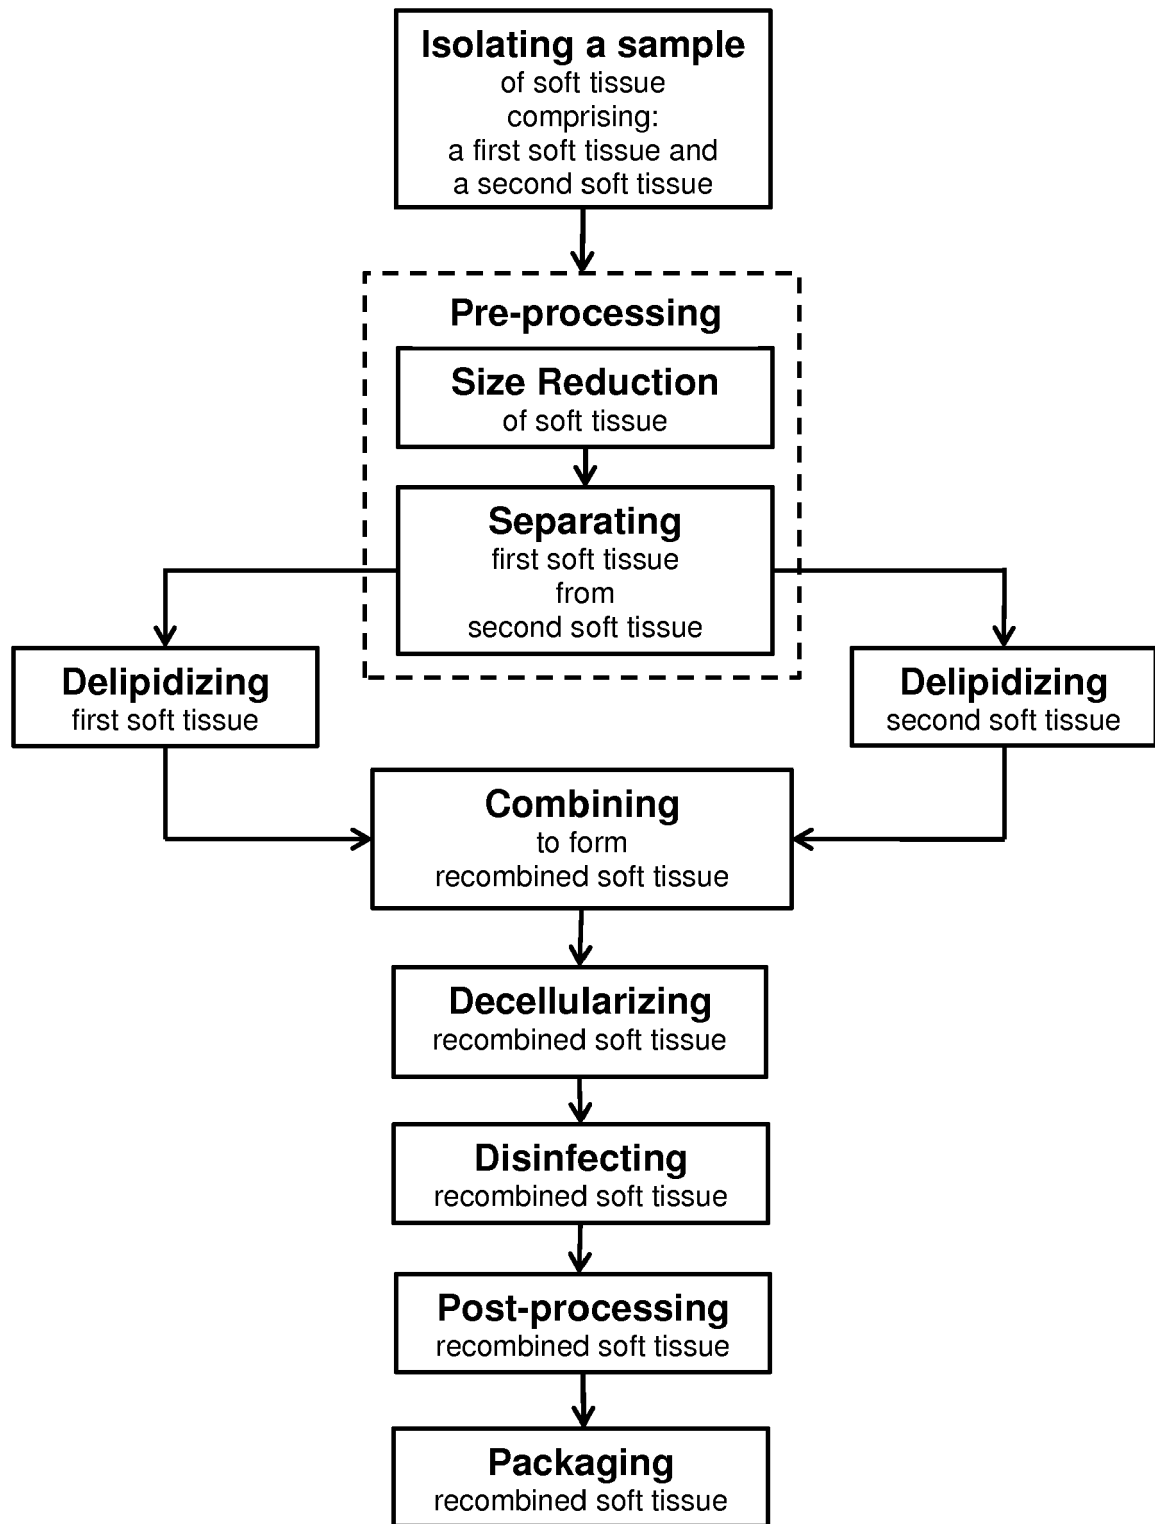 Isolating a sample
of soft tissue
comprising:
a first soft tissue and
a second soft tissue
Pre-processing
Size Reduction
of soft tissue
Separating
first soft tissue
from
second soft tissue
Delipidizing
first soft tissue
Delipidizing
second soft tissue
Combining
to form
recombined soft tissue
Decellularizing
recombined soft tissue
Disinfecting
recombined soft tissue
Post-processing
recombined soft tissue
Packaging
recombined soft tissue